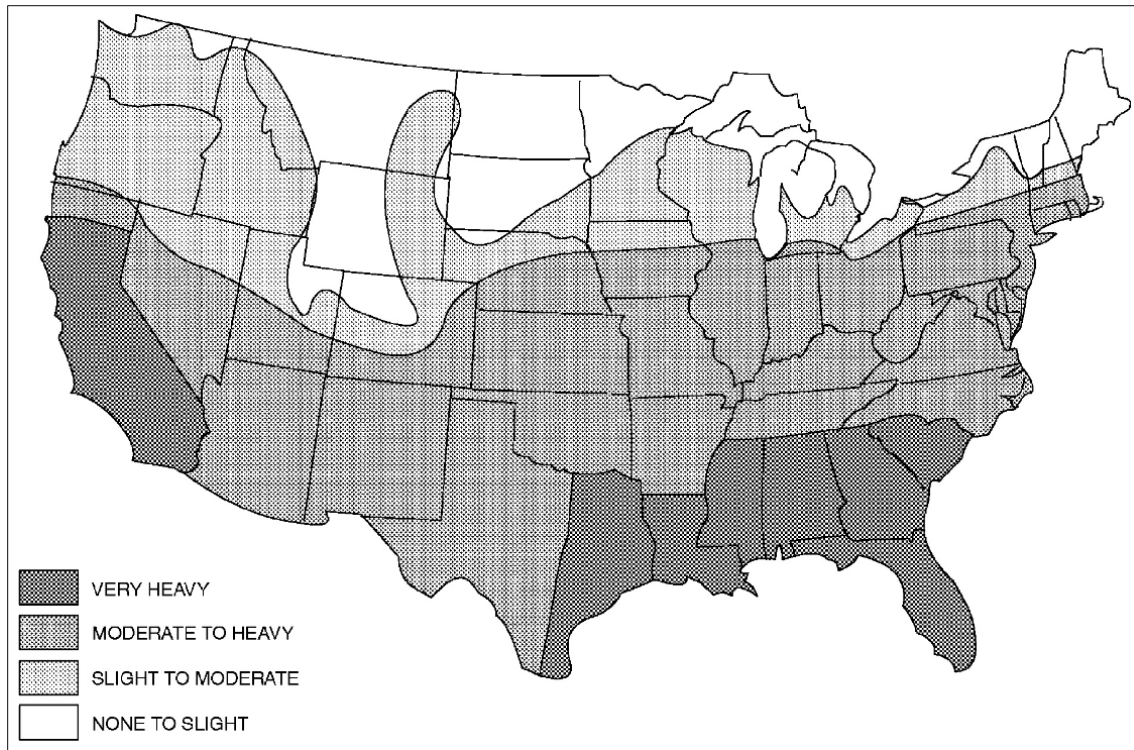 VERY HEAVY
MODERATE TO HEAVY
SLIGHT TO MODERATE
NONE TO SLIGHT